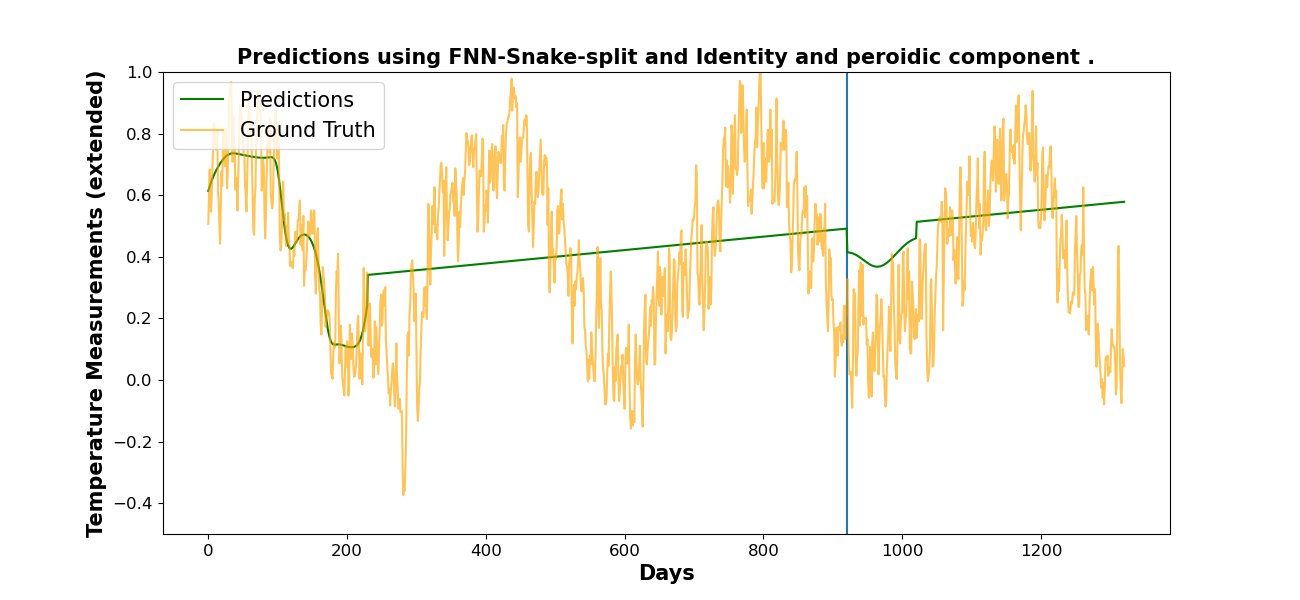 Predictions using FNN-Snake-split and Identity and peroidic component .
Predictions
Ground Truth
Temperature Measurements (extended)
1.0
0.8
0.6
0.4
0.2
0.0
−0.2
−0.4
0 200 400 600 800 1000 1200
Days